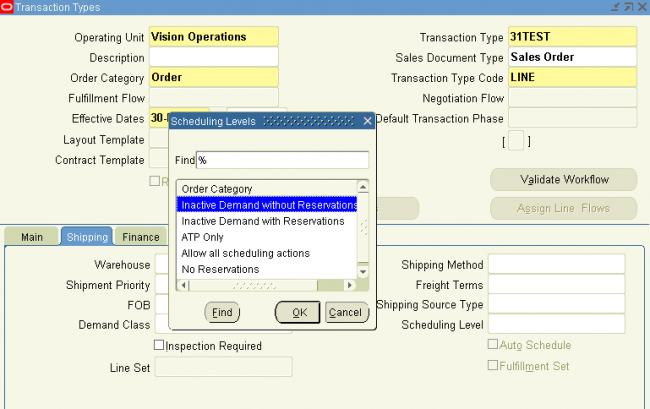 Transaction Types
Operating Unit Vision Operations Transaction Type 31TEST
Description Sales Document Type Sales Order
Order Category Order Transaction Type Code LINE
Fulfillment Flow Negotiation Flow
Effective Dates 30- Default Transaction Phase
Layout Template [ ]
Contract Template
R
Validate Workflow
Assign Line Flows
Scheduling Levels
Find %
Order Category
Inactive Demand without Reservations
Inactive Demand with Reservations
ATP Only
Allow all scheduling actions
No Reservations
Find OK Cancel
Main Shipping Finance
Warehouse Shipping Method
Shipment Priority Freight Terms
FOB Shipping Source Type
Demand Class Scheduling Level
Inspection Required Auto Schedule
Line Set Fulfillment Set